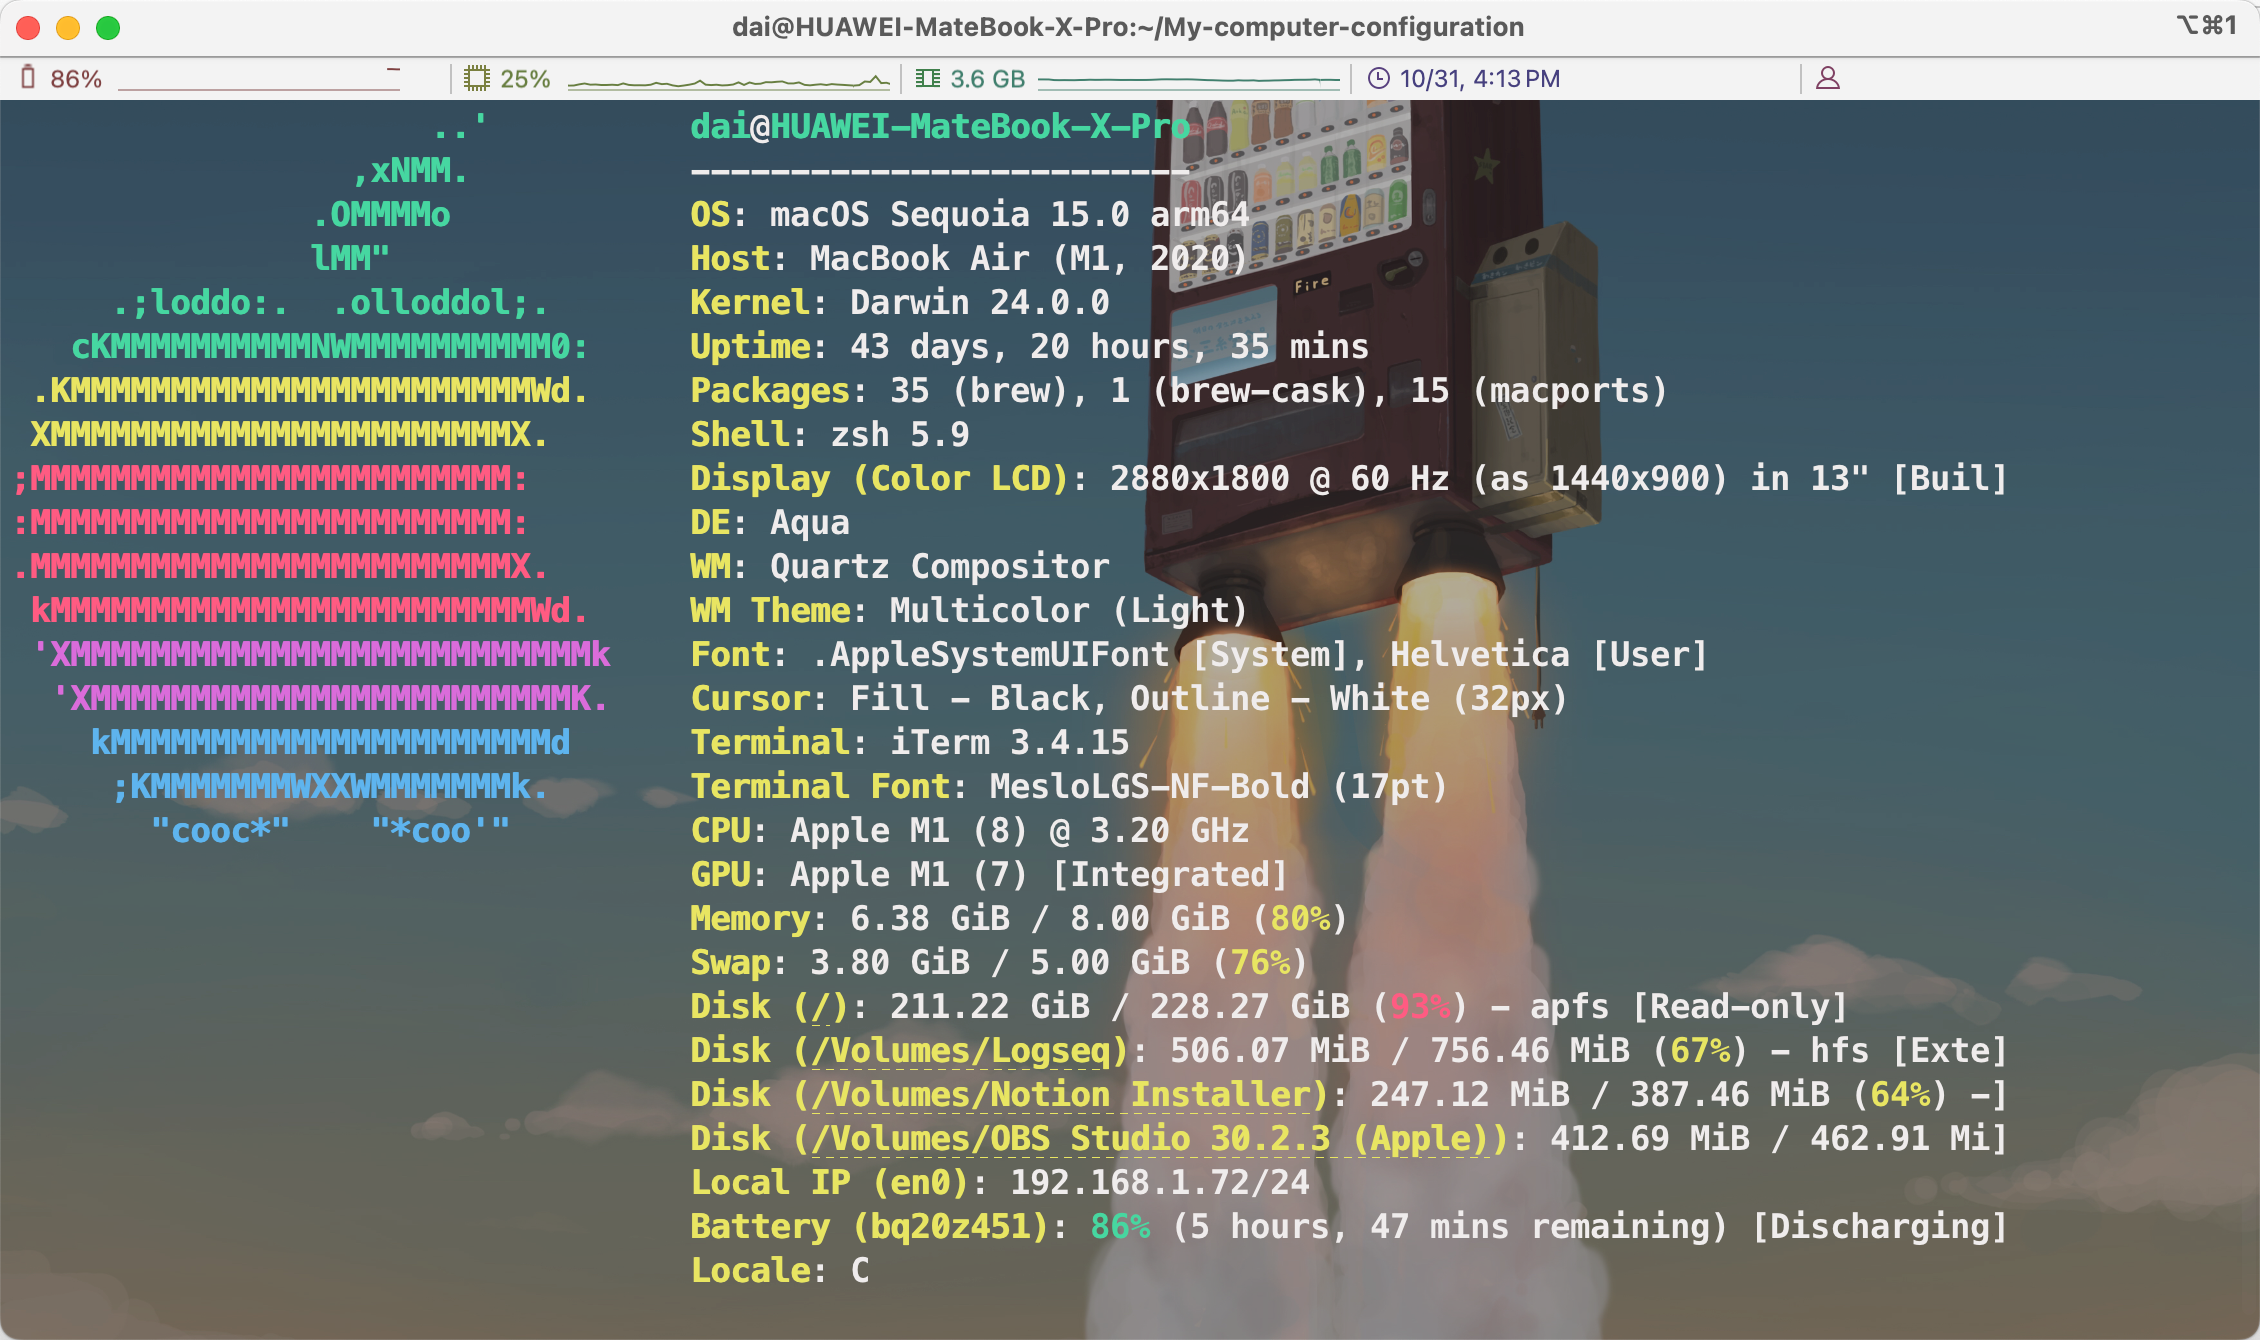 dai@HUAWEI-MateBook-X-Pro:~/My-computer-configuration
⌥⌘1
86%
25%
3.6 GB
10/31, 4:13 PM
..'
,xNMM.
.OMMMMo
lMM"
.;loddo:.  .olloddol;.
cKMMMMMMMMMMNWMMMMMMMMMM0:
.KMMMMMMMMMMMMMMMMMMMMMMMWd.
XMMMMMMMMMMMMMMMMMMMMMMMX.
;MMMMMMMMMMMMMMMMMMMMMMMM:
:MMMMMMMMMMMMMMMMMMMMMMMM:
.MMMMMMMMMMMMMMMMMMMMMMMMX.
kMMMMMMMMMMMMMMMMMMMMMMMMWd.
'XMMMMMMMMMMMMMMMMMMMMMMMMMMk
'XMMMMMMMMMMMMMMMMMMMMMMMMK.
kMMMMMMMMMMMMMMMMMMMMMMd
;KMMMMMMMWXXWMMMMMMMk.
"cooc*"    "*coo'"
dai@HUAWEI-MateBook-X-Pro
-------------------------
OS: macOS Sequoia 15.0 arm64
Host: MacBook Air (M1, 2020)
Kernel: Darwin 24.0.0
Uptime: 43 days, 20 hours, 35 mins
Packages: 35 (brew), 1 (brew-cask), 15 (macports)
Shell: zsh 5.9
Display (Color LCD): 2880x1800 @ 60 Hz (as 1440x900) in 13" [Buil]
DE: Aqua
WM: Quartz Compositor
WM Theme: Multicolor (Light)
Font: .AppleSystemUIFont [System], Helvetica [User]
Cursor: Fill - Black, Outline - White (32px)
Terminal: iTerm 3.4.15
Terminal Font: MesloLGS-NF-Bold (17pt)
CPU: Apple M1 (8) @ 3.20 GHz
GPU: Apple M1 (7) [Integrated]
Memory: 6.38 GiB / 8.00 GiB (80%)
Swap: 3.80 GiB / 5.00 GiB (76%)
Disk (/): 211.22 GiB / 228.27 GiB (93%) - apfs [Read-only]
Disk (/Volumes/Logseq): 506.07 MiB / 756.46 MiB (67%) - hfs [Exte]
Disk (/Volumes/Notion Installer): 247.12 MiB / 387.46 MiB (64%) -]
Disk (/Volumes/OBS Studio 30.2.3 (Apple)): 412.69 MiB / 462.91 Mi]
Local IP (en0): 192.168.1.72/24
Battery (bq20z451): 86% (5 hours, 47 mins remaining) [Discharging]
Locale: C
Fire